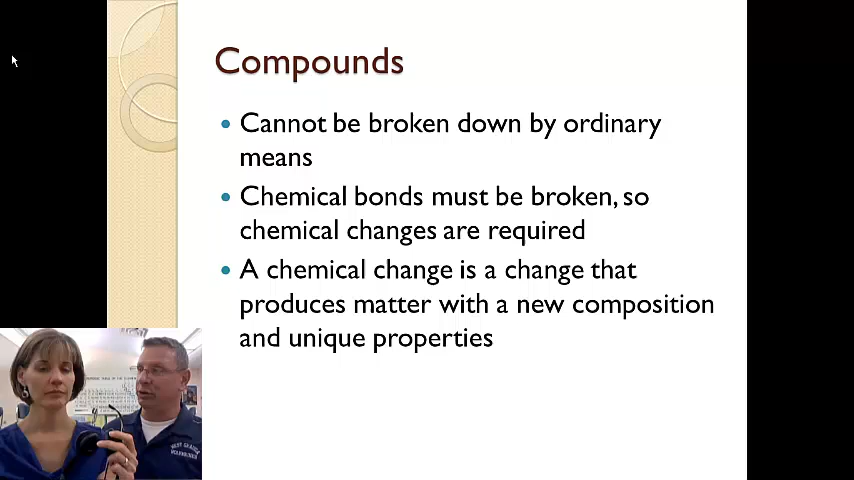 Compounds
Cannot be broken down by ordinary
means
Chemical bonds must be broken, so
chemical changes are required
A chemical change is a change that
produces matter with a new composition
and unique properties